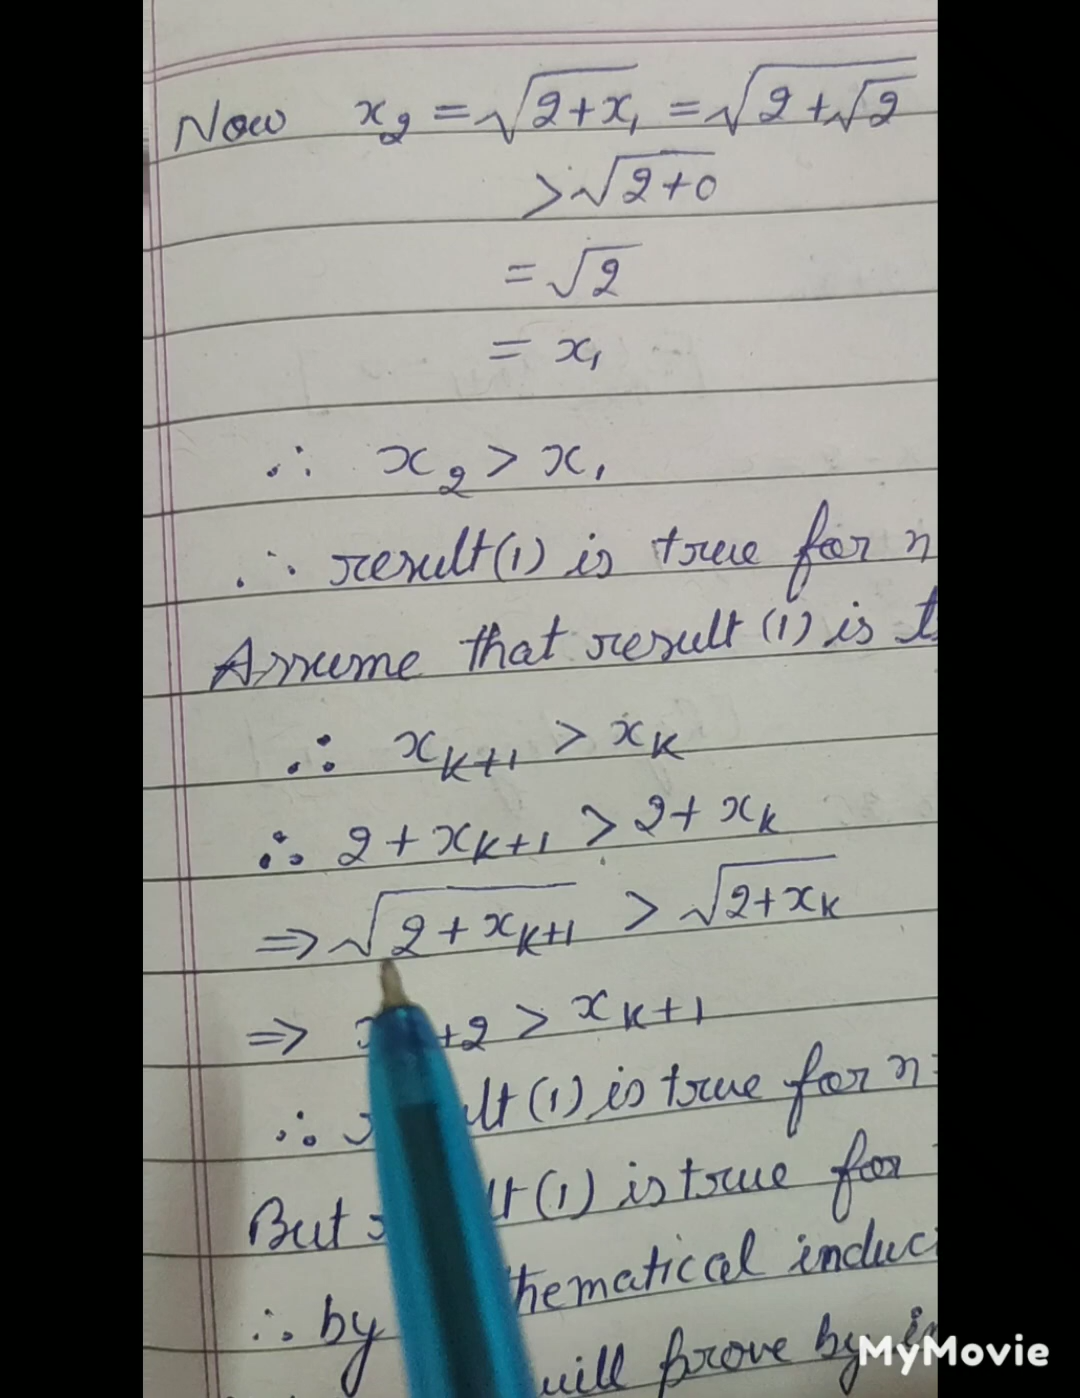 Now x₂ = √(2+x₁) = √(2+√2)
> √(2+0)
= √2
= x₁
∴ x₂ > x₁
∴ result (1) is true for n
Assume that result (1) is
∴ x_{K+1} > x_K
∴ 2 + x_{K+1} > 2 + x_K
⇒ √(2 + x_{K+1}) > √(2 + x_K)
⇒ +2 > x_{K+1}
∴ lt (1) is true for n
But lt (1) is true for
∴ by thematical induc
will prove by in
MyMovie